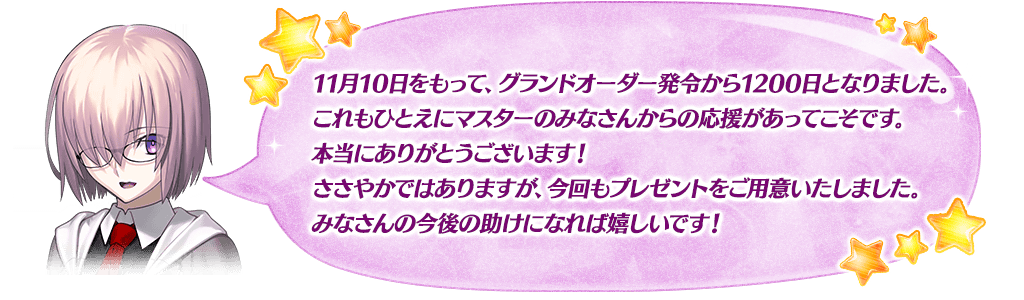 11月10日をもって、グランドオーダー発令から1200日となりました。
これもひとえにマスターのみなさんからの応援があってこそです。
本当にありがとうございます！
ささやかではありますが、今回もプレゼントをご用意いたしました。
みなさんの今後の助けになれば嬉しいです！